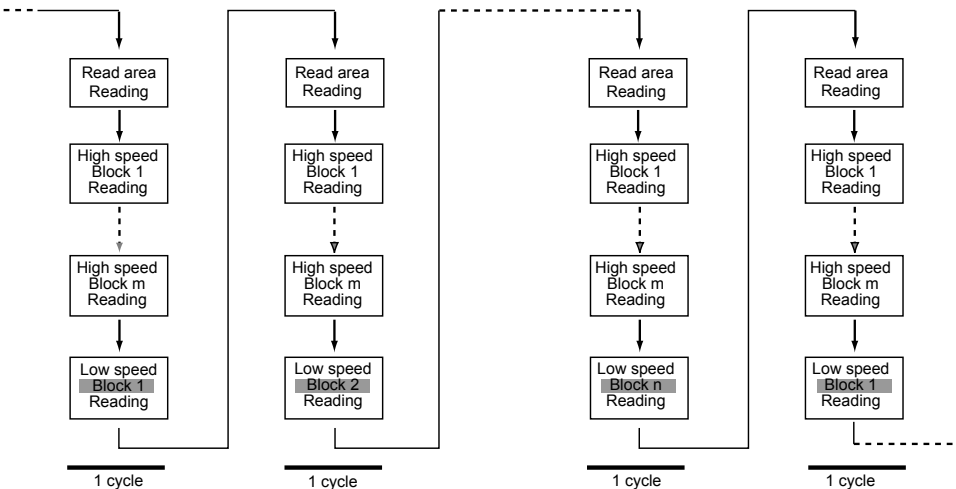 Read area
Reading
High speed
Block 1
Reading
High speed
Block m
Reading
Low speed
Block 1
Reading
1 cycle
Read area
Reading
High speed
Block 1
Reading
High speed
Block m
Reading
Low speed
Block 2
Reading
1 cycle
Read area
Reading
High speed
Block 1
Reading
High speed
Block m
Reading
Low speed
Block n
Reading
1 cycle
Read area
Reading
High speed
Block 1
Reading
High speed
Block m
Reading
Low speed
Block 1
Reading
1 cycle